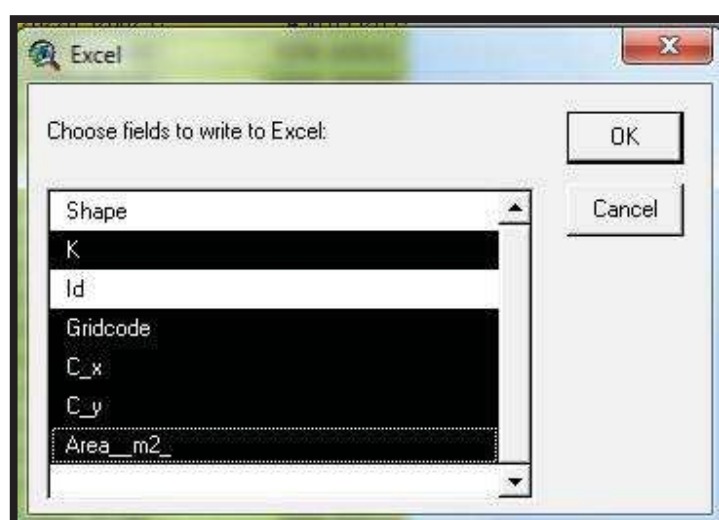 Excel
Choose fields to write to Excel:
OK
Cancel
Shape
K
Id
Gridcode
C_x
C_y
Area__m2_